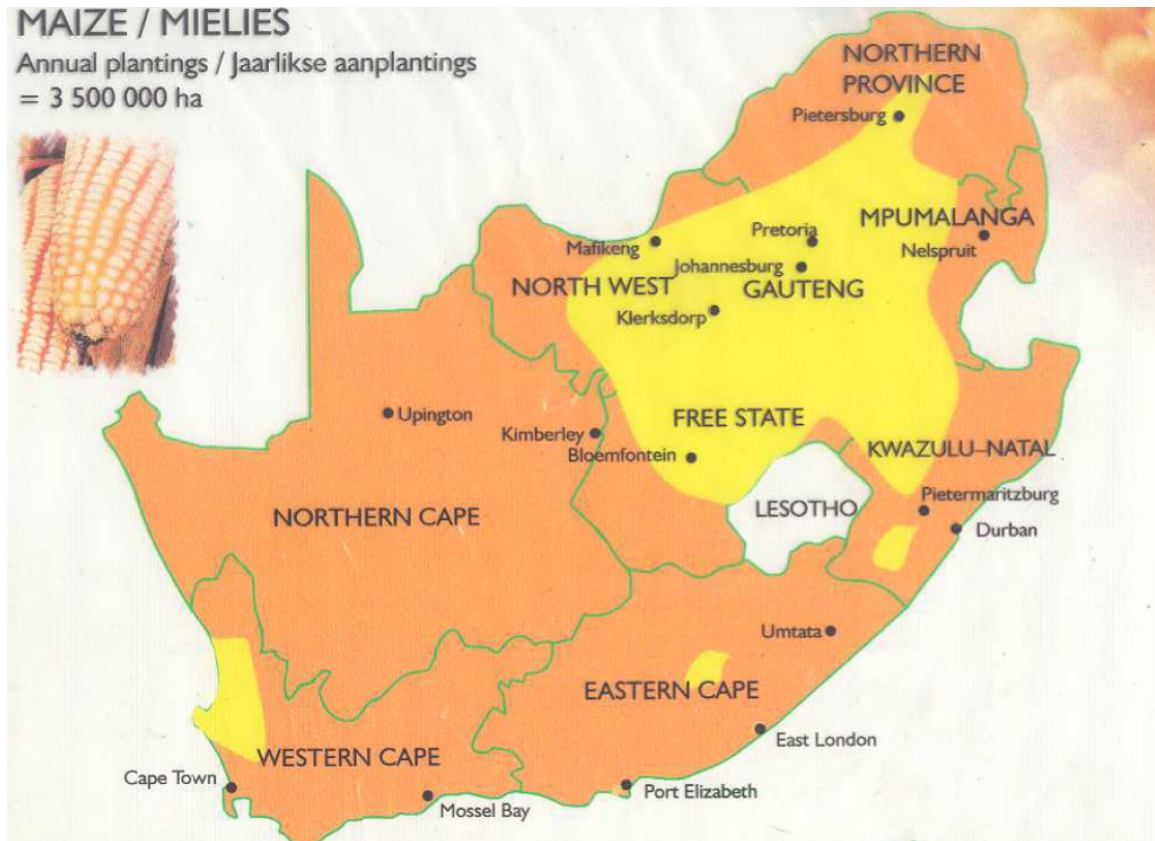 MAIZE / MIELIES
Annual plantings / Jaarlikse aanplantings
= 3 500 000 ha
NORTHERN
PROVINCE
Pietersburg
MPUMALANGA
Pretoria
Mafikeng
Nelspruit
Johannesburg
NORTH WEST
GAUTENG
Klerksdorp
Upington
FREE STATE
Kimberley
Bloemfontein
KWAZULU–NATAL
Pietermaritzburg
LESOTHO
NORTHERN CAPE
Durban
Umtata
EASTERN CAPE
East London
WESTERN CAPE
Cape Town
Port Elizabeth
Mossel Bay